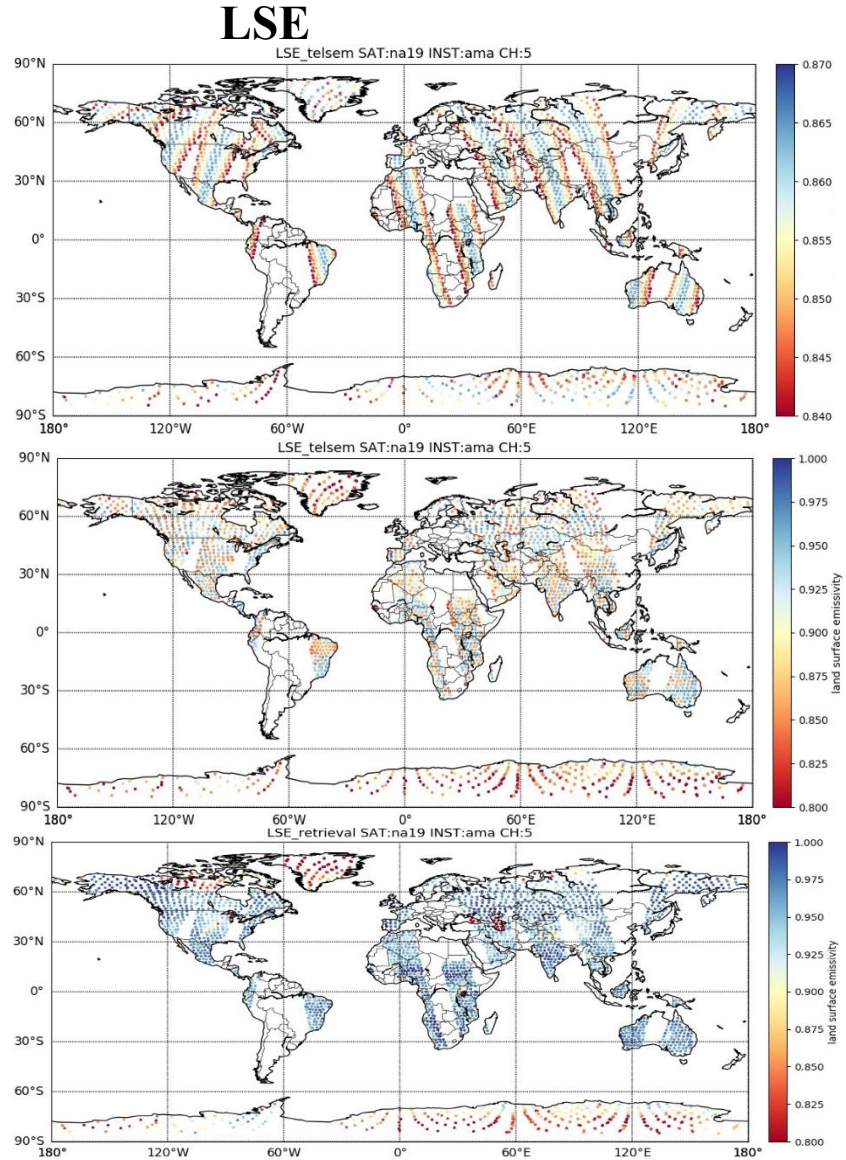 LSE
LSE_telsem SAT:na19 INST:ama CH:5
90°N
60°N
30°N
0°
30°S
60°S
90°S
180° 120°W 60°W 0° 60°E 120°E 180°
0.870
0.865
0.860
0.855
0.850
0.845
0.840
LSE_telsem SAT:na19 INST:ama CH:5
90°N
60°N
30°N
0°
30°S
60°S
90°S
180° 120°W 60°W 0° 60°E 120°E 180°
1.000
0.975
0.950
0.925
0.900
0.875
0.850
0.825
0.800
land surface emissivity
LSE_retrieval SAT:na19 INST:ama CH:5
90°N
60°N
30°N
0°
30°S
60°S
90°S
180° 120°W 60°W 0° 60°E 120°E 180°
1.000
0.975
0.950
0.925
0.900
0.875
0.850
0.825
0.800
land surface emissivity